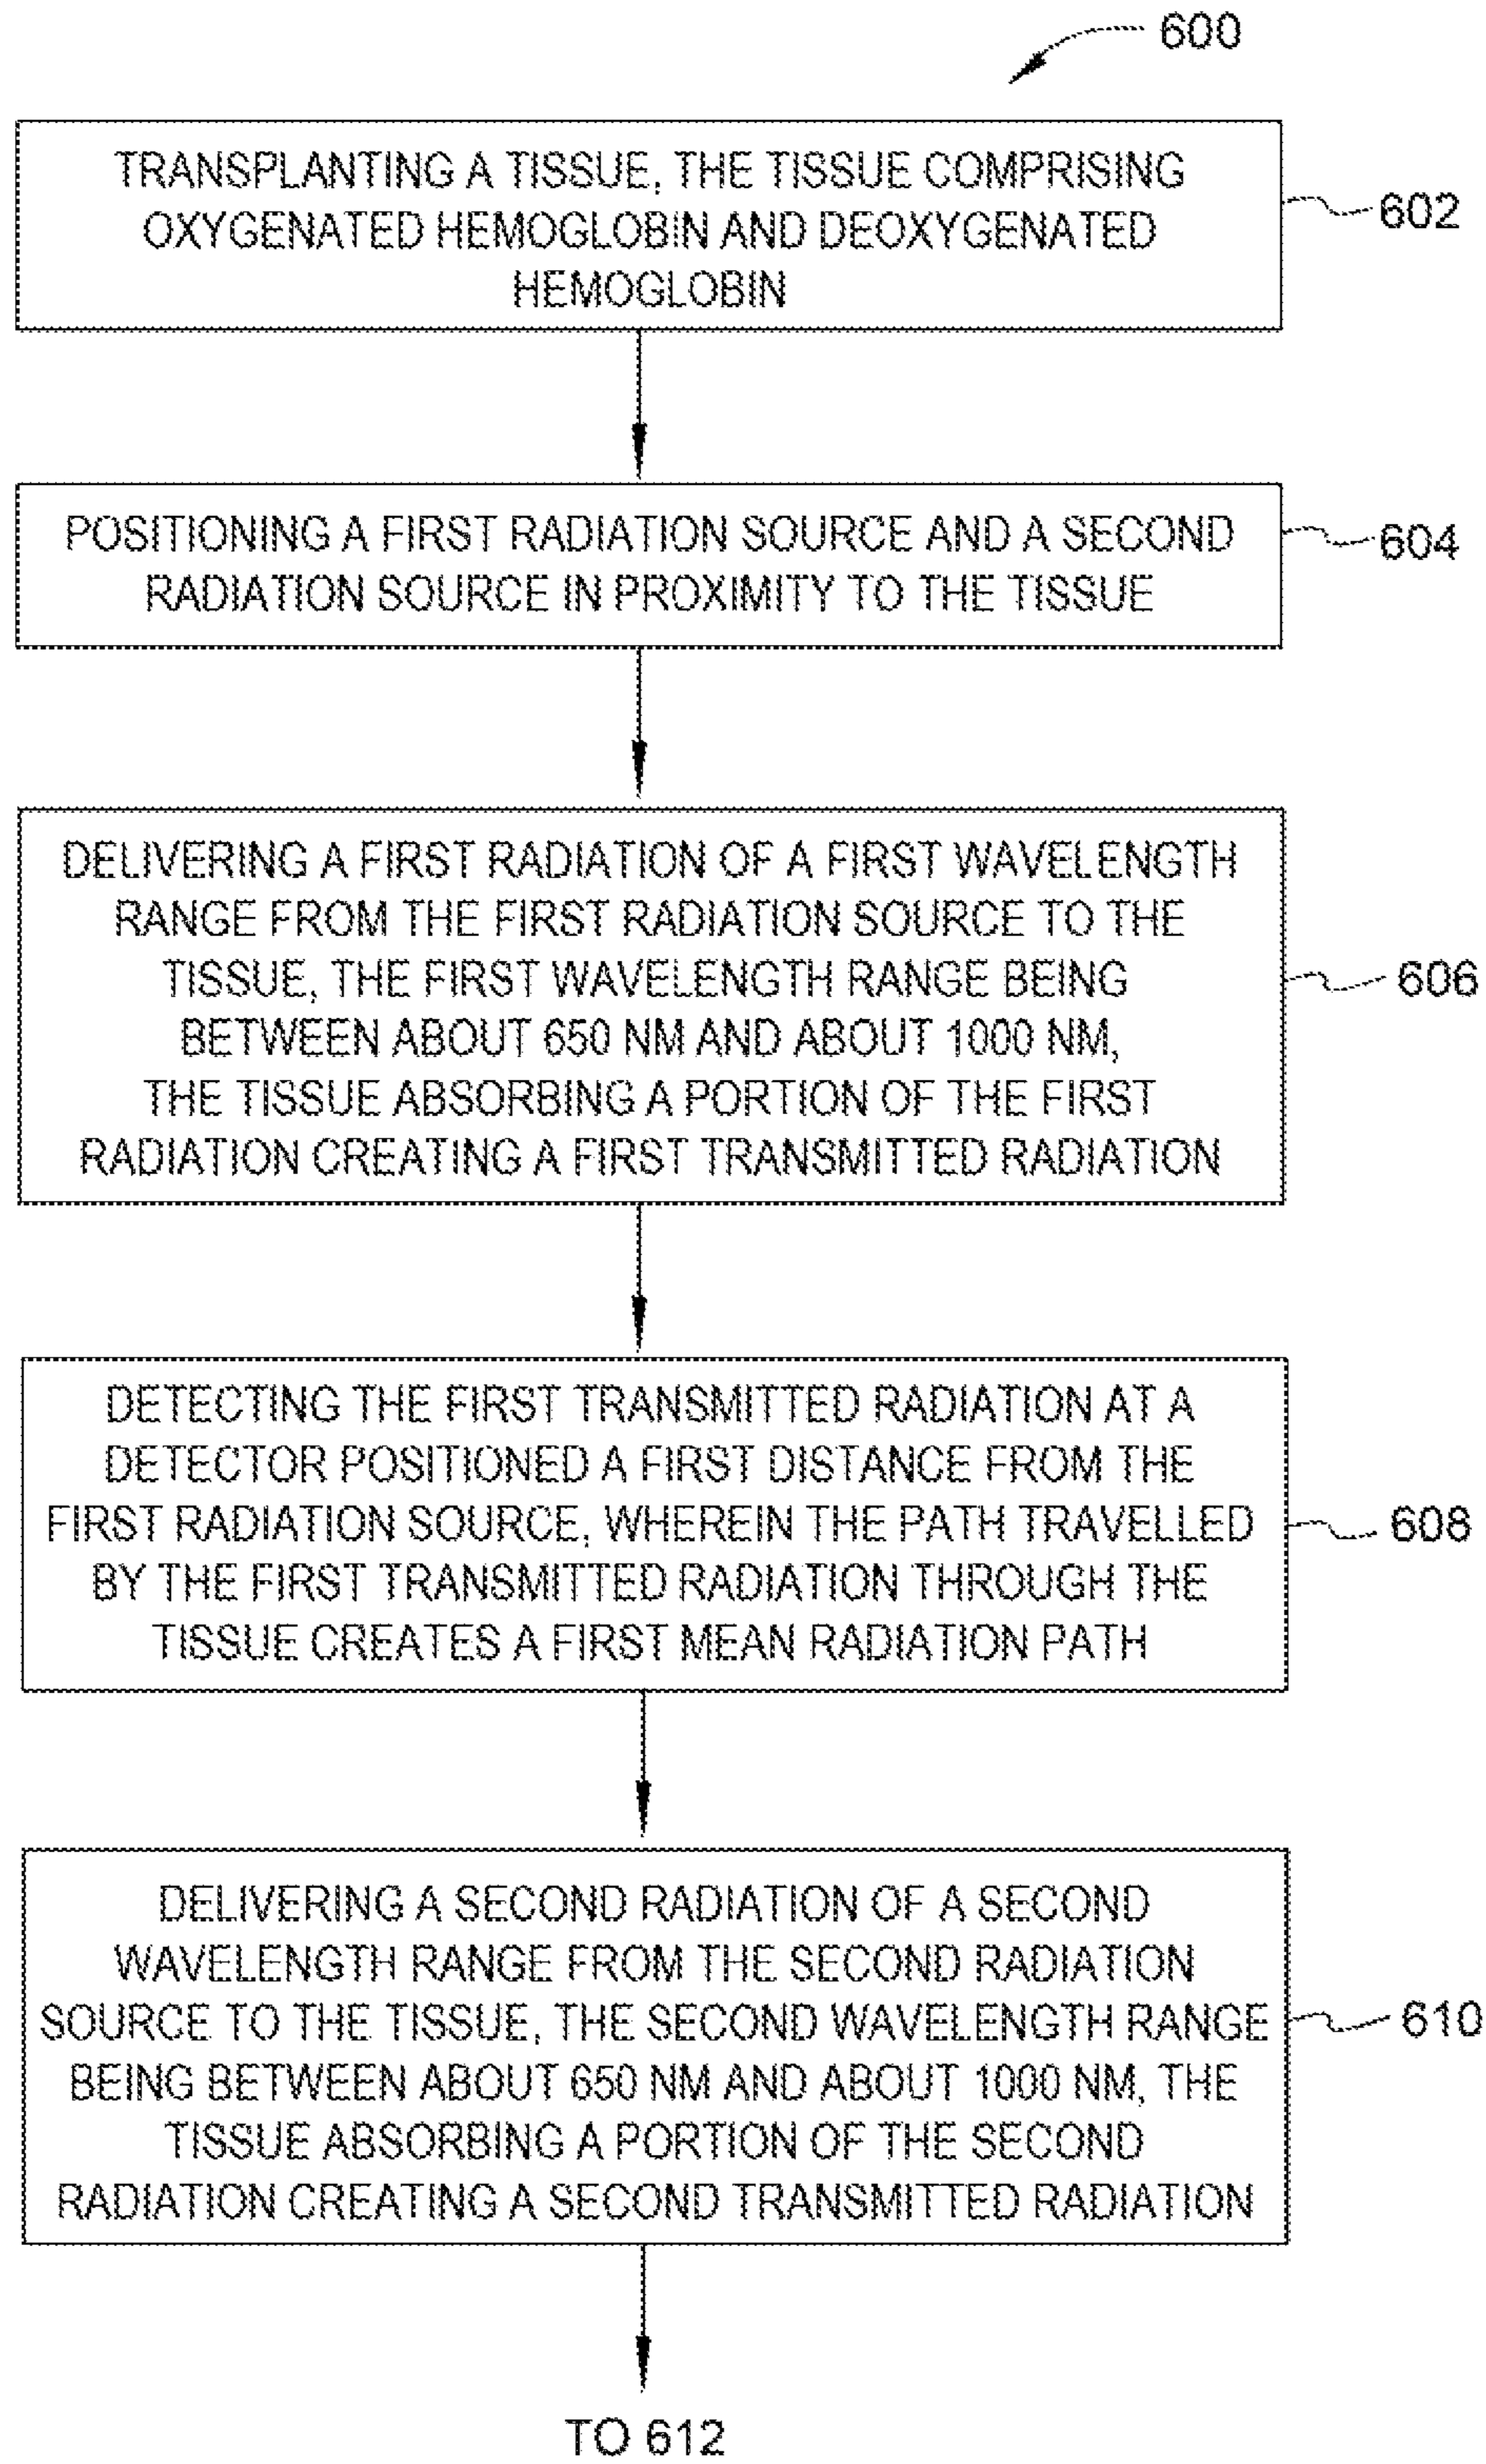 600
TRANSPLANTING A TISSUE, THE TISSUE COMPRISING
OXYGENATED HEMOGLOBIN AND DEOXYGENATED
HEMOGLOBIN
602
POSITIONING A FIRST RADIATION SOURCE AND A SECOND
RADIATION SOURCE IN PROXIMITY TO THE TISSUE
604
DELIVERING A FIRST RADIATION OF A FIRST WAVELENGTH
RANGE FROM THE FIRST RADIATION SOURCE TO THE
TISSUE, THE FIRST WAVELENGTH RANGE BEING
BETWEEN ABOUT 650 NM AND ABOUT 1000 NM,
THE TISSUE ABSORBING A PORTION OF THE FIRST
RADIATION CREATING A FIRST TRANSMITTED RADIATION
606
DETECTING THE FIRST TRANSMITTED RADIATION AT A
DETECTOR POSITIONED A FIRST DISTANCE FROM THE
FIRST RADIATION SOURCE, WHEREIN THE PATH TRAVELLED
BY THE FIRST TRANSMITTED RADIATION THROUGH THE
TISSUE CREATES A FIRST MEAN RADIATION PATH
608
DELIVERING A SECOND RADIATION OF A SECOND
WAVELENGTH RANGE FROM THE SECOND RADIATION
SOURCE TO THE TISSUE, THE SECOND WAVELENGTH RANGE
BEING BETWEEN ABOUT 650 NM AND ABOUT 1000 NM, THE
TISSUE ABSORBING A PORTION OF THE SECOND
RADIATION CREATING A SECOND TRANSMITTED RADIATION
610
TO 612